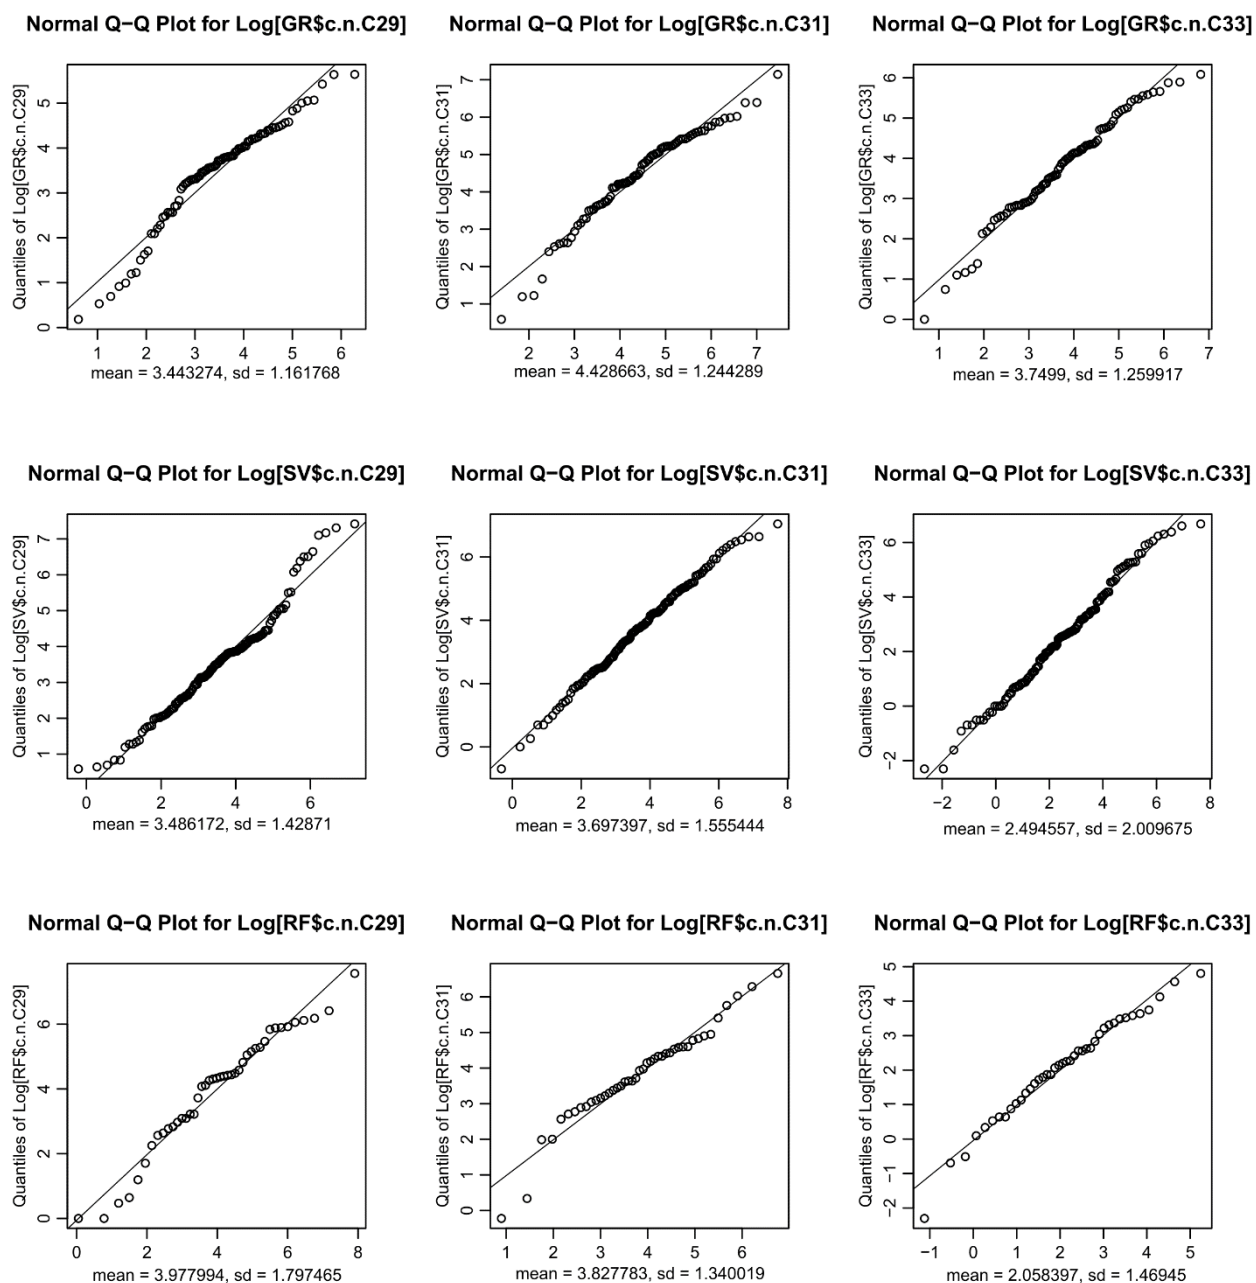 Normal Q−Q Plot for Log[GR$c.n.C29]
Quantiles of Log[GR$c.n.C29]
0 1 2 3 4 5
1 2 3 4 5 6
mean = 3.443274, sd = 1.161768
Normal Q−Q Plot for Log[GR$c.n.C31]
Quantiles of Log[GR$c.n.C31]
1 2 3 4 5 6 7
2 3 4 5 6 7
mean = 4.428663, sd = 1.244289
Normal Q−Q Plot for Log[GR$c.n.C33]
Quantiles of Log[GR$c.n.C33]
0 1 2 3 4 5 6
1 2 3 4 5 6 7
mean = 3.7499, sd = 1.259917
Normal Q−Q Plot for Log[SV$c.n.C29]
Quantiles of Log[SV$c.n.C29]
1 2 3 4 5 6 7
0 2 4 6
mean = 3.486172, sd = 1.42871
Normal Q−Q Plot for Log[SV$c.n.C31]
Quantiles of Log[SV$c.n.C31]
0 2 4 6
0 2 4 6 8
mean = 3.697397, sd = 1.555444
Normal Q−Q Plot for Log[SV$c.n.C33]
Quantiles of Log[SV$c.n.C33]
−2 0 2 4 6
−2 0 2 4 6 8
mean = 2.494557, sd = 2.009675
Normal Q−Q Plot for Log[RF$c.n.C29]
Quantiles of Log[RF$c.n.C29]
0 2 4 6
0 2 4 6 8
mean = 3.977994, sd = 1.797465
Normal Q−Q Plot for Log[RF$c.n.C31]
Quantiles of Log[RF$c.n.C31]
0 1 2 3 4 5 6
1 2 3 4 5 6
mean = 3.827783, sd = 1.340019
Normal Q−Q Plot for Log[RF$c.n.C33]
Quantiles of Log[RF$c.n.C33]
−2 −1 0 1 2 3 4 5
−1 0 1 2 3 4 5
mean = 2.058397, sd = 1.46945